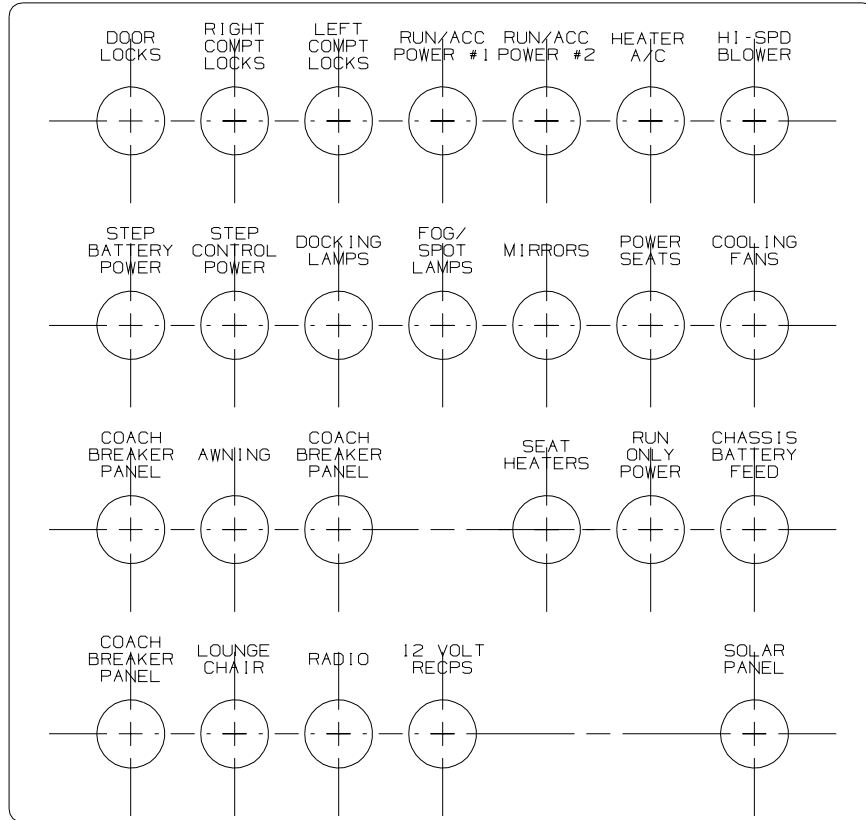 DOOR
LOCKS
RIGHT
COMPT
LOCKS
LEFT
COMPT
LOCKS
RUN/ACC
POWER #1
RUN/ACC
POWER #2
HEATER
A/C
HI-SPD
BLOWER
STEP
BATTERY
POWER
STEP
CONTROL
POWER
DOCKING
LAMPS
FOG/
SPOT
LAMPS
MIRRORS
POWER
SEATS
COOLING
FANS
COACH
BREAKER
PANEL
AWNING
COACH
BREAKER
PANEL
SEAT
HEATERS
RUN
ONLY
POWER
CHASSIS
BATTERY
FEED
COACH
BREAKER
PANEL
LOUNGE
CHAIR
RADIO
12 VOLT
RECPS
SOLAR
PANEL